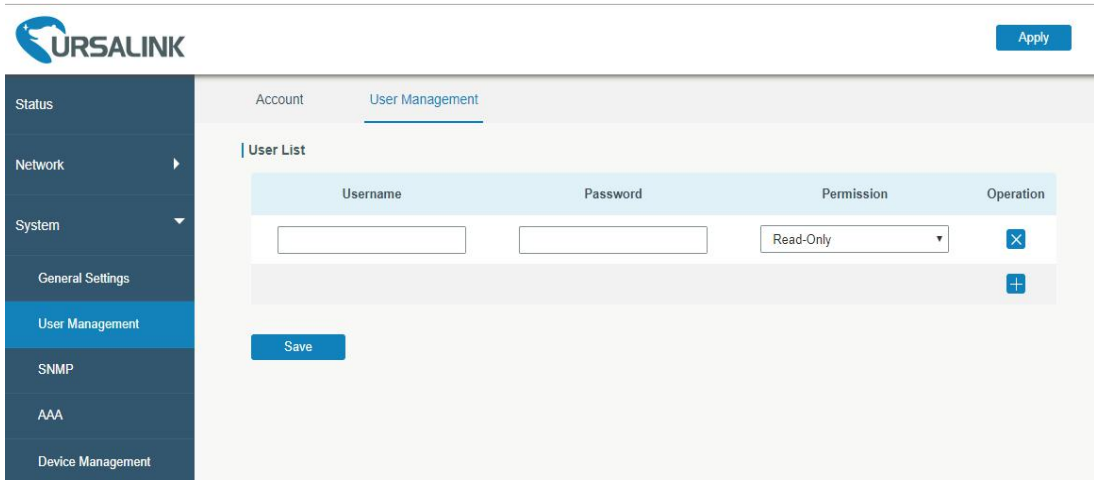 URSALINK
Apply
Status
Account User Management
User List
Network
Username Password Permission Operation
System
Read-Only
General Settings
User Management
Save
SNMP
AAA
Device Management